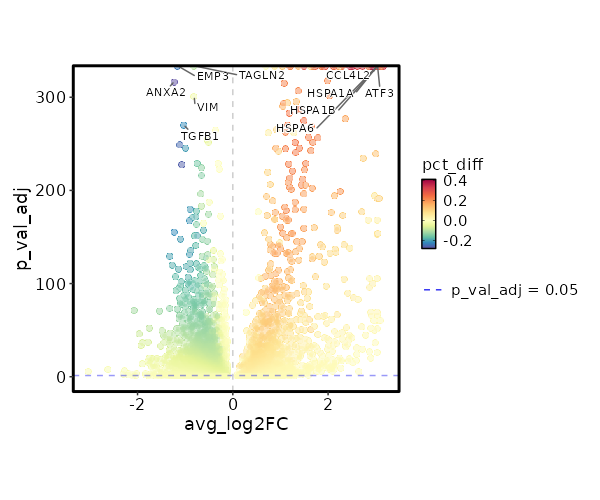 EMP3
TAGLN2
CCL4L2
ANXA2
HSPA1A
ATF3
VIM
HSPA1B
HSPA6
TGFB1
300
200
100
0
-2
0
2
avg_log2FC
p_val_adj
pct_diff
0.4
0.2
0.0
-0.2
p_val_adj = 0.05